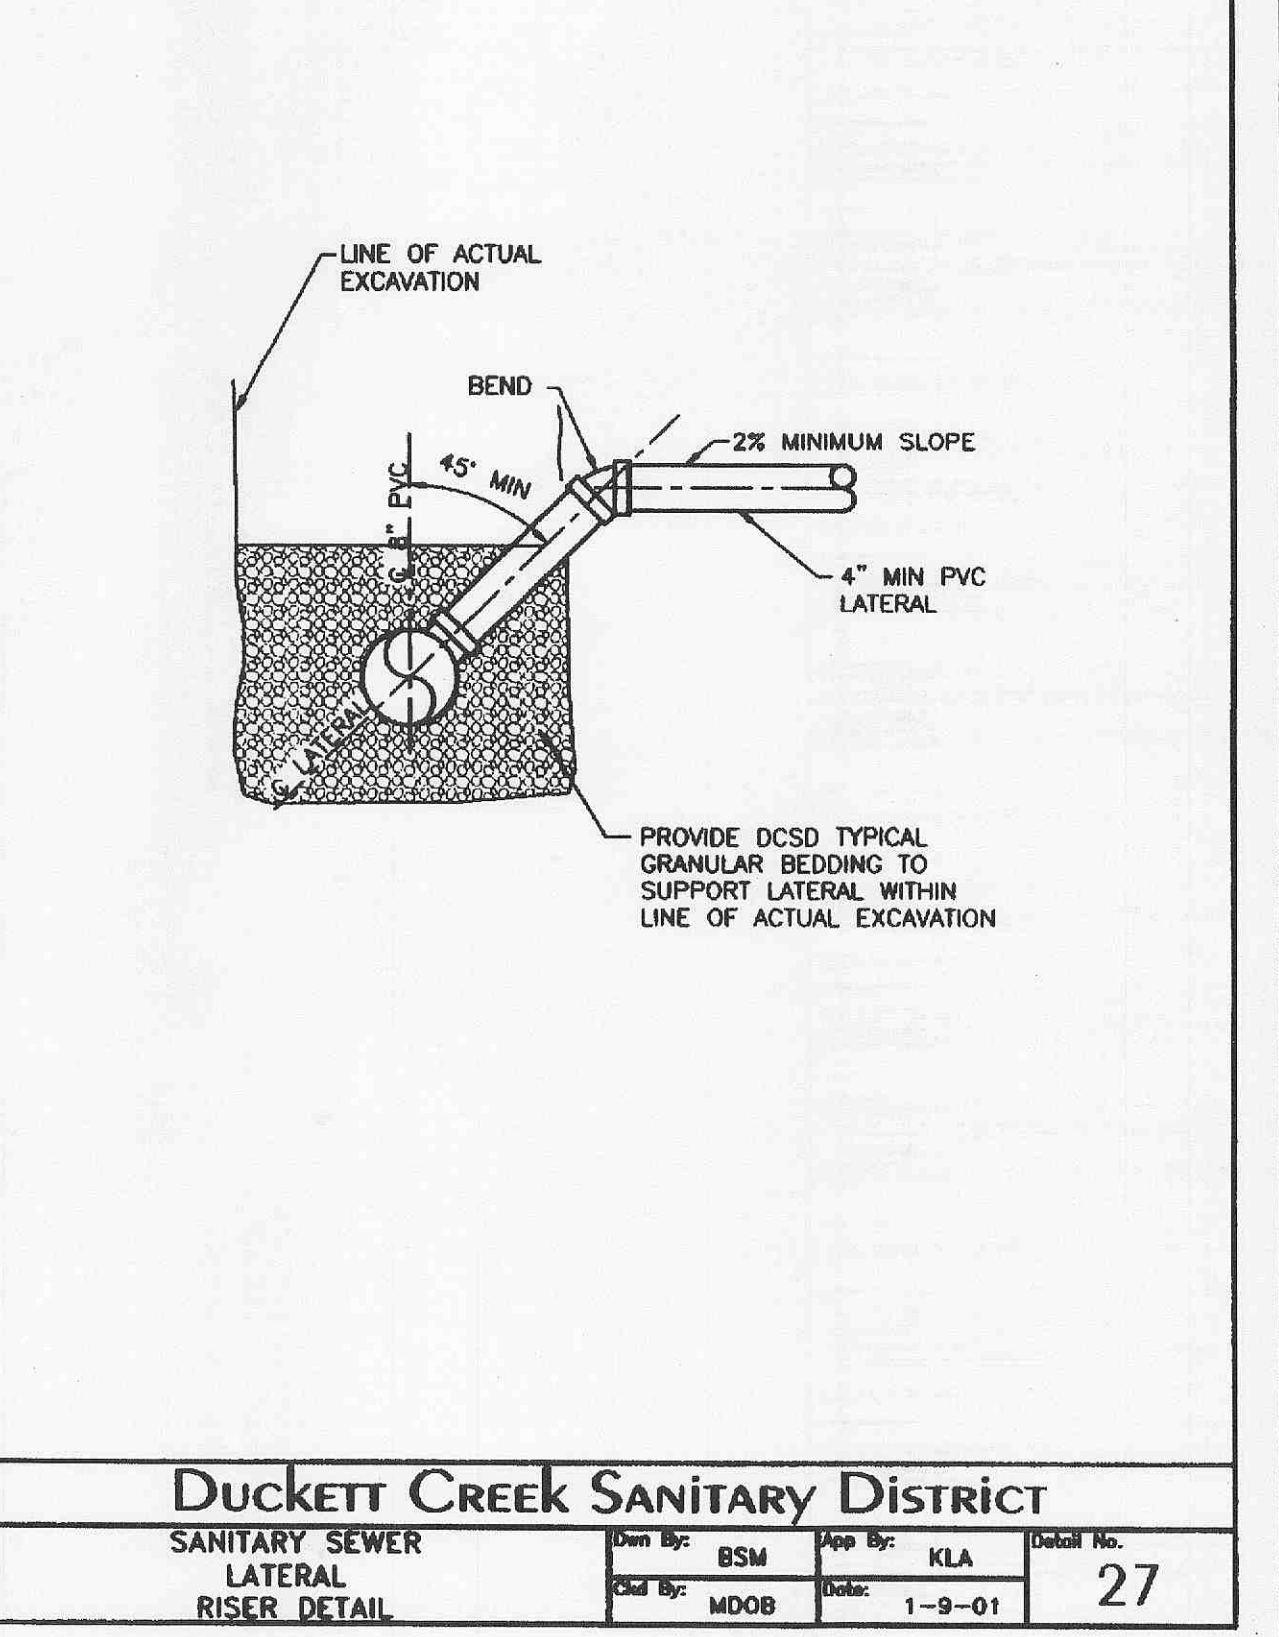 LINE OF ACTUAL
EXCAVATION
BEND
2% MINIMUM SLOPE
45° MIN
℄ 8" PVC
4" MIN PVC
LATERAL
℄ LATERAL
PROVIDE DCSD TYPICAL
GRANULAR BEDDING TO
SUPPORT LATERAL WITHIN
LINE OF ACTUAL EXCAVATION
Duckett Creek Sanitary District
SANITARY SEWER
LATERAL
RISER DETAIL
Dwn By:
BSM
App By:
KLA
Detail No.
27
Ckd By:
MDOB
Date:
1-9-01